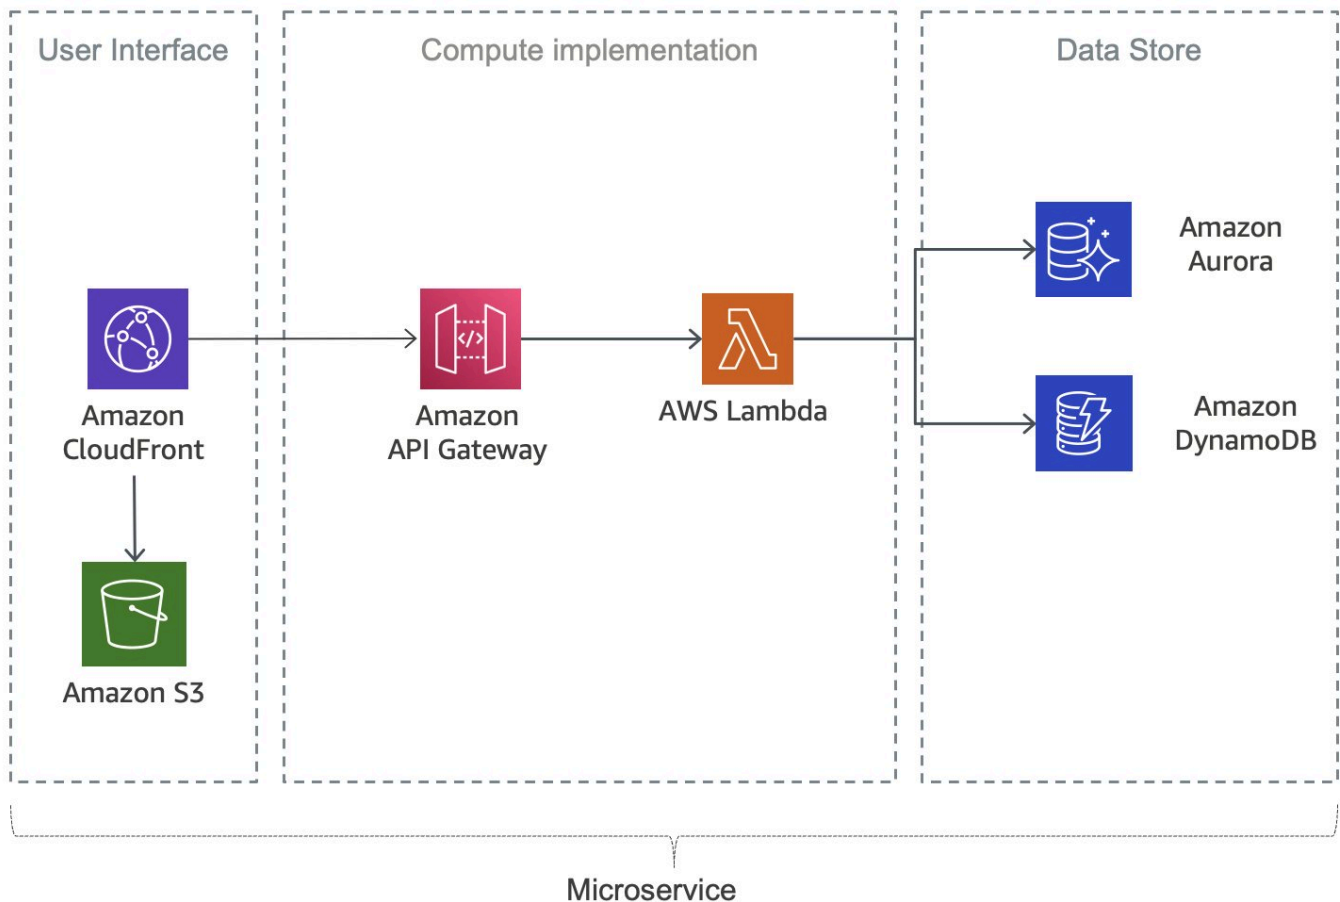 User Interface
Compute implementation
Data Store
Amazon
Aurora
Amazon
CloudFront
</>
Amazon
API Gateway
AWS Lambda
Amazon
DynamoDB
Amazon S3
Microservice